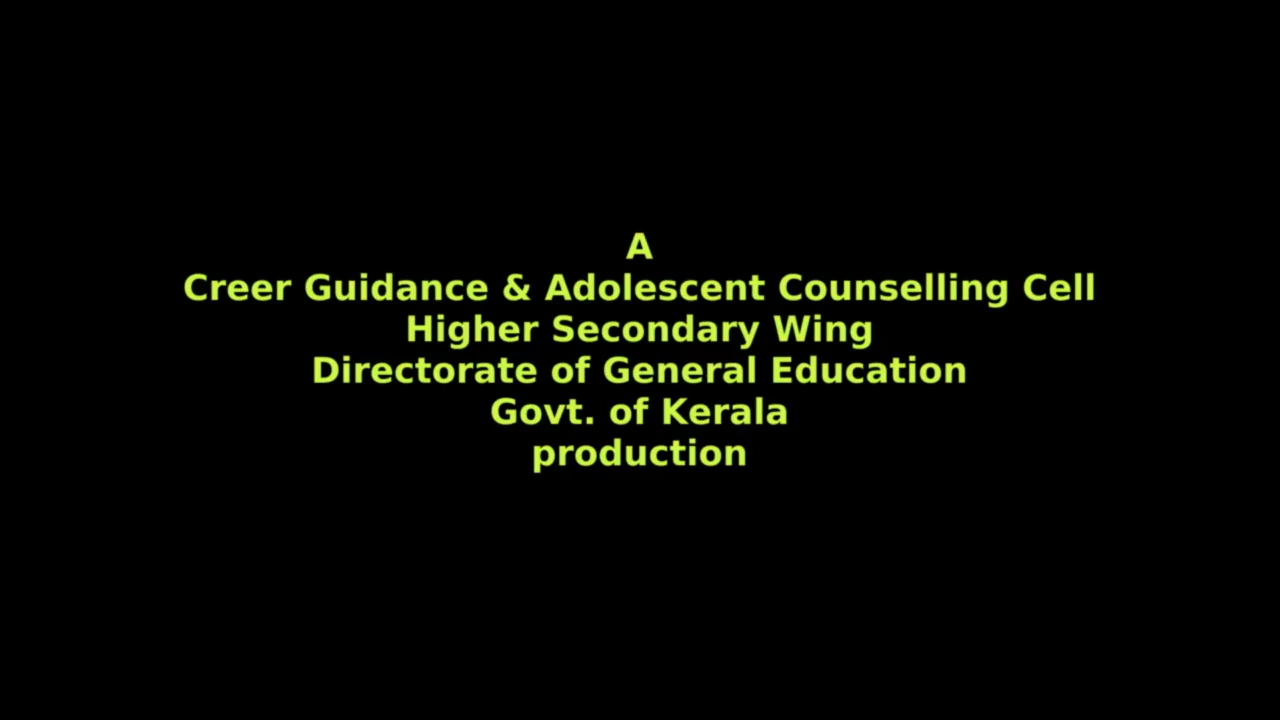 A
Creer Guidance & Adolescent Counselling Cell
Higher Secondary Wing
Directorate of General Education
Govt. of Kerala
production